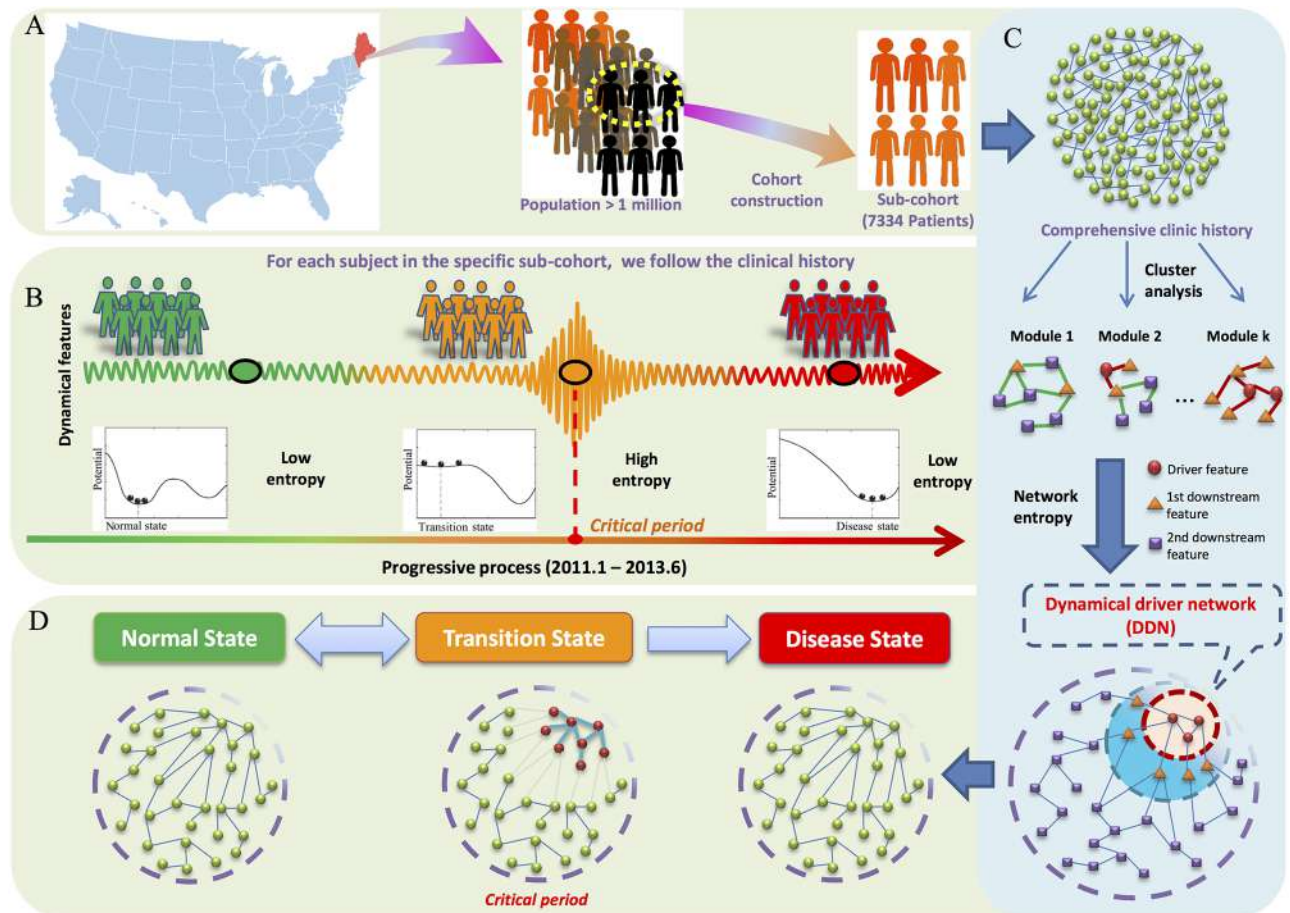 A
Population > 1 million
Cohort
construction
Sub-cohort
(7334 Patients)
B
For each subject in the specific sub-cohort, we follow the clinical history
Dynamical features
Potential
Normal state
Low
entropy
Potential
Transition state
High
entropy
Critical period
Potential
Disease state
Low
entropy
Progressive process (2011.1 – 2013.6)
C
Comprehensive clinic history
Cluster
analysis
Module 1
Module 2
Module k
...
Network
entropy
Driver feature
1st downstream
feature
2nd downstream
feature
Dynamical driver network
(DDN)
D
Normal State
Transition State
Disease State
Critical period